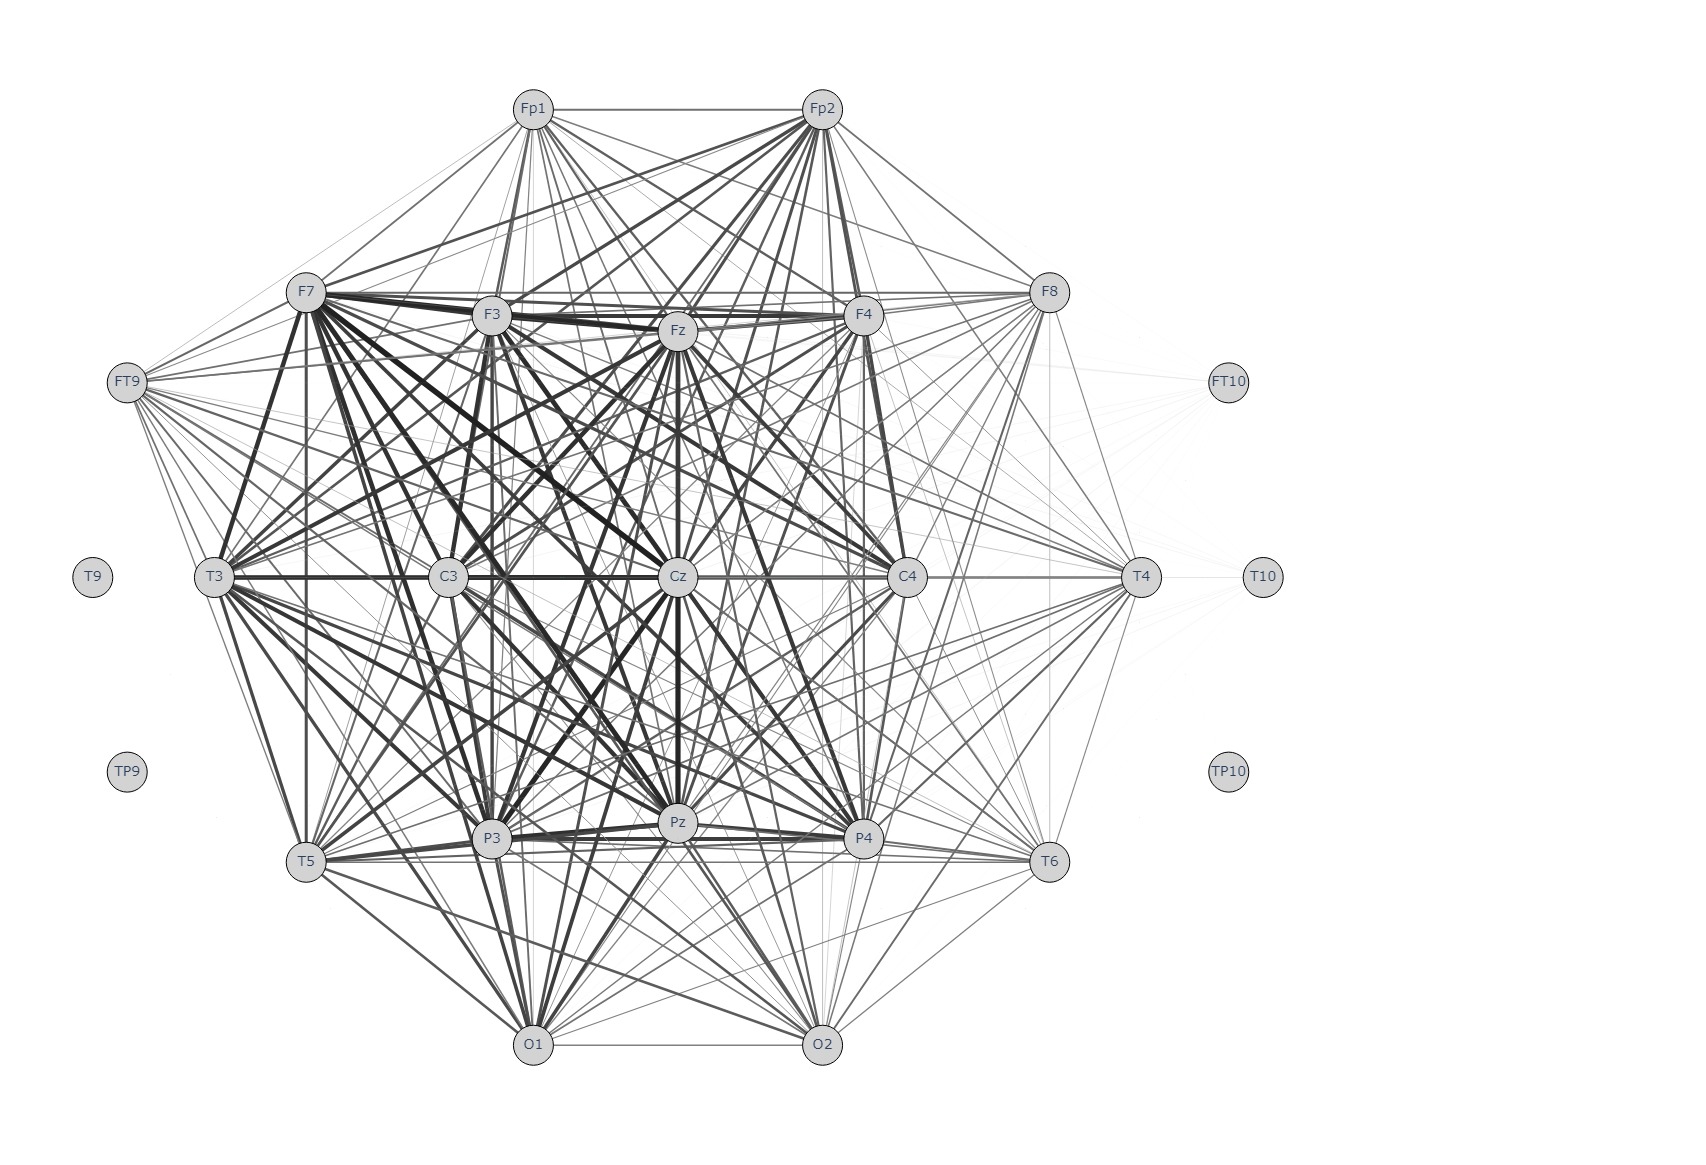 Fp1 Fp2
F7 F3 Fz F4 F8
FT9 FT10
T9 T3 C3 Cz C4 T4 T10
TP9 TP10
T5 P3 Pz P4 T6
O1 O2